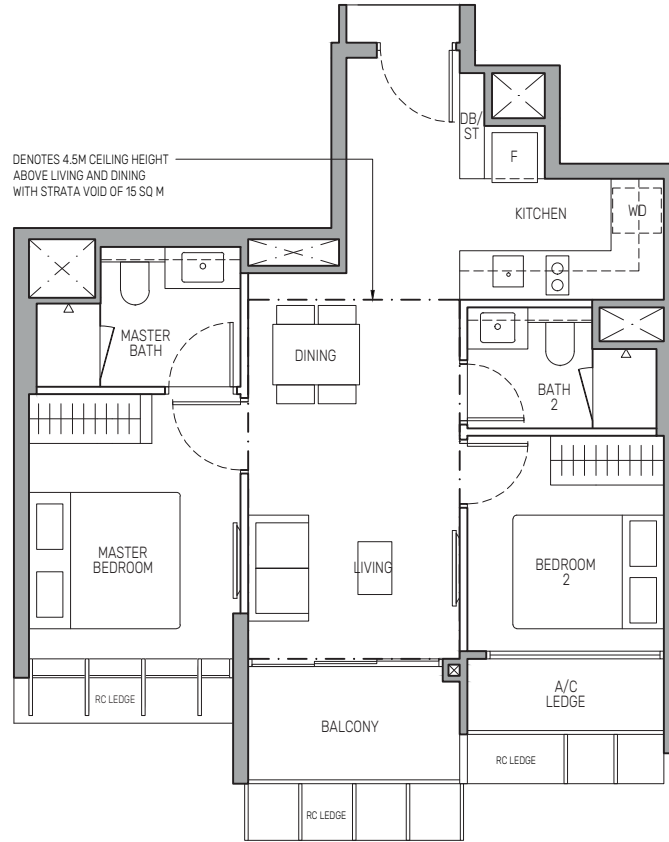 DB/
ST
F
DENOTES 4.5M CEILING HEIGHT
ABOVE LIVING AND DINING
WITH STRATA VOID OF 15 SQ M
KITCHEN
WD
MASTER
BATH
DINING
BATH
2
MASTER
BEDROOM
LIVING
BEDROOM
2
RC LEDGE
A/C
LEDGE
BALCONY
RC LEDGE
RC LEDGE